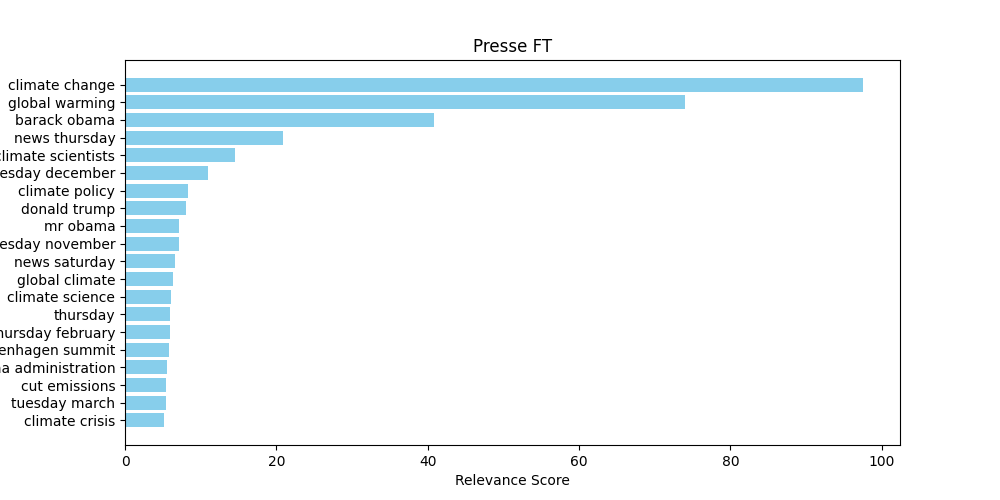 Presse FT
climate change
global warming
barack obama
news thursday
climate scientists
esday december
climate policy
donald trump
mr obama
esday november
news saturday
global climate
climate science
thursday
hursday february
enhagen summit
a administration
cut emissions
tuesday march
climate crisis
0 20 40 60 80 100
Relevance Score